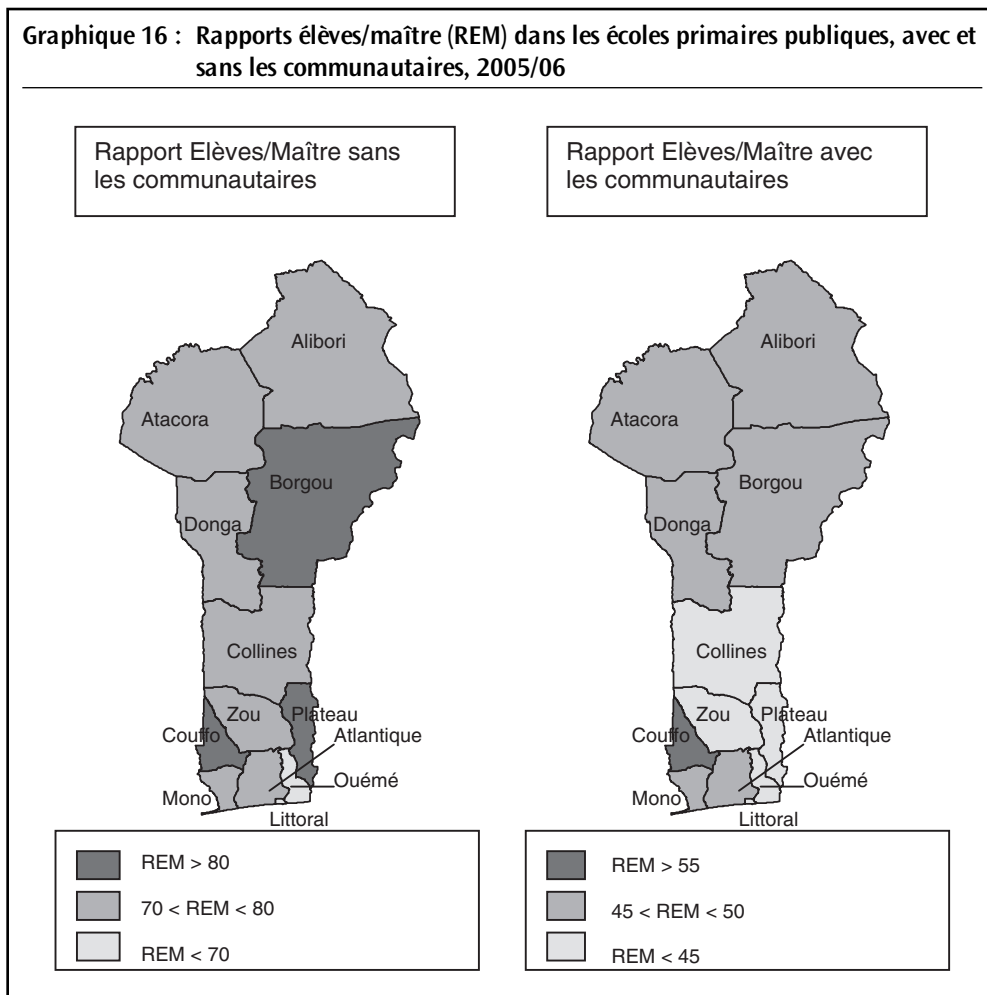 Graphique 16 : Rapports élèves/maître (REM) dans les écoles primaires publiques, avec et
sans les communautaires, 2005/06
Rapport Elèves/Maître sans
les communautaires
Alibori
Atacora
Borgou
Donga
Collines
Zou
Plateau
Couffo
Atlantique
Ouémé
Mono
Littoral
REM > 80
70 < REM < 80
REM < 70
Rapport Elèves/Maître avec
les communautaires
Alibori
Atacora
Borgou
Donga
Collines
Zou
Plateau
Couffo
Atlantique
Ouémé
Mono
Littoral
REM > 55
45 < REM < 50
REM < 45